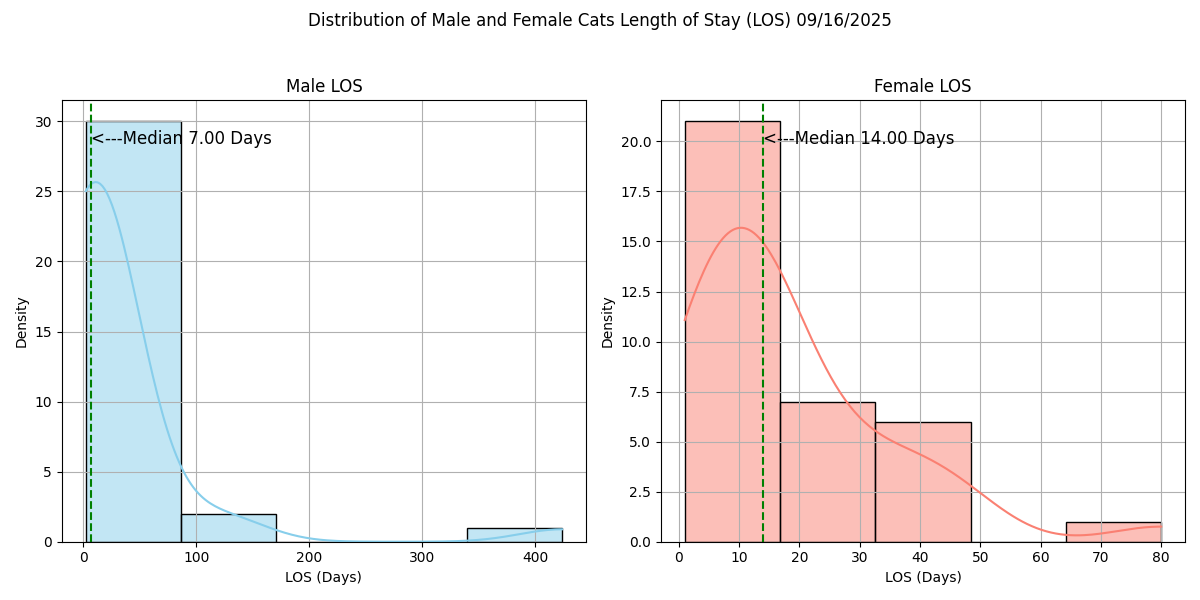 Distribution of Male and Female Cats Length of Stay (LOS) 09/16/2025
Male LOS
30
25
20
15
10
5
0
Density
<---Median 7.00 Days
0 100 200 300 400
LOS (Days)
Female LOS
20.0
17.5
15.0
12.5
10.0
7.5
5.0
2.5
0.0
Density
<---Median 14.00 Days
0 10 20 30 40 50 60 70 80
LOS (Days)